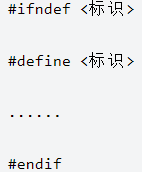 #ifndef <标识>
#define <标识>
......
#endif